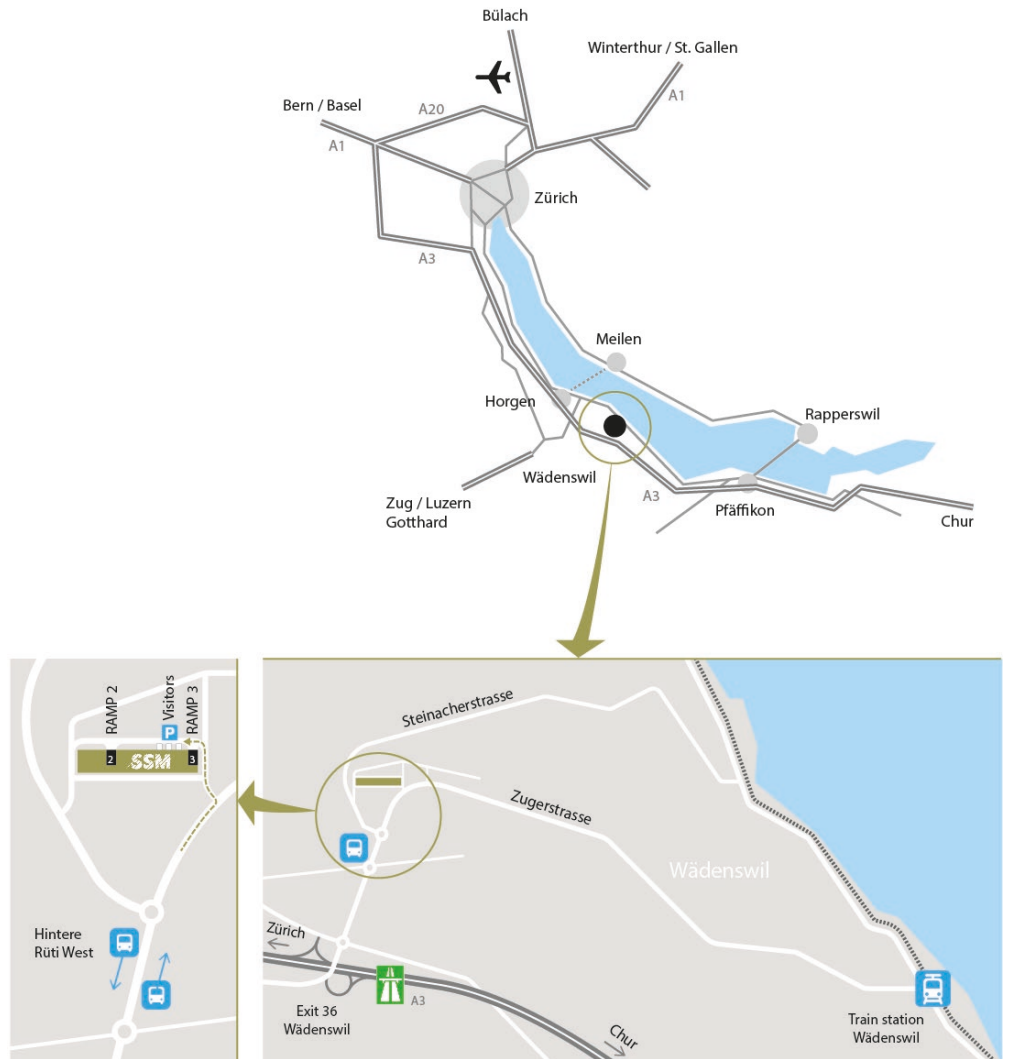 Bülach
Winterthur / St. Gallen
Bern / Basel
A20
A1
A1
Zürich
A3
Meilen
Horgen
Rapperswil
Wädenswil
A3
Zug / Luzern
Gotthard
Pfäffikon
Chur
RAMP 2
Visitors
RAMP 3
P
2
SSM
3
Hintere
Rüti West
Steinacherstrasse
Zugerstrasse
Wädenswil
Zürich
A3
Exit 36
Wädenswil
Chur
Train station
Wädenswil